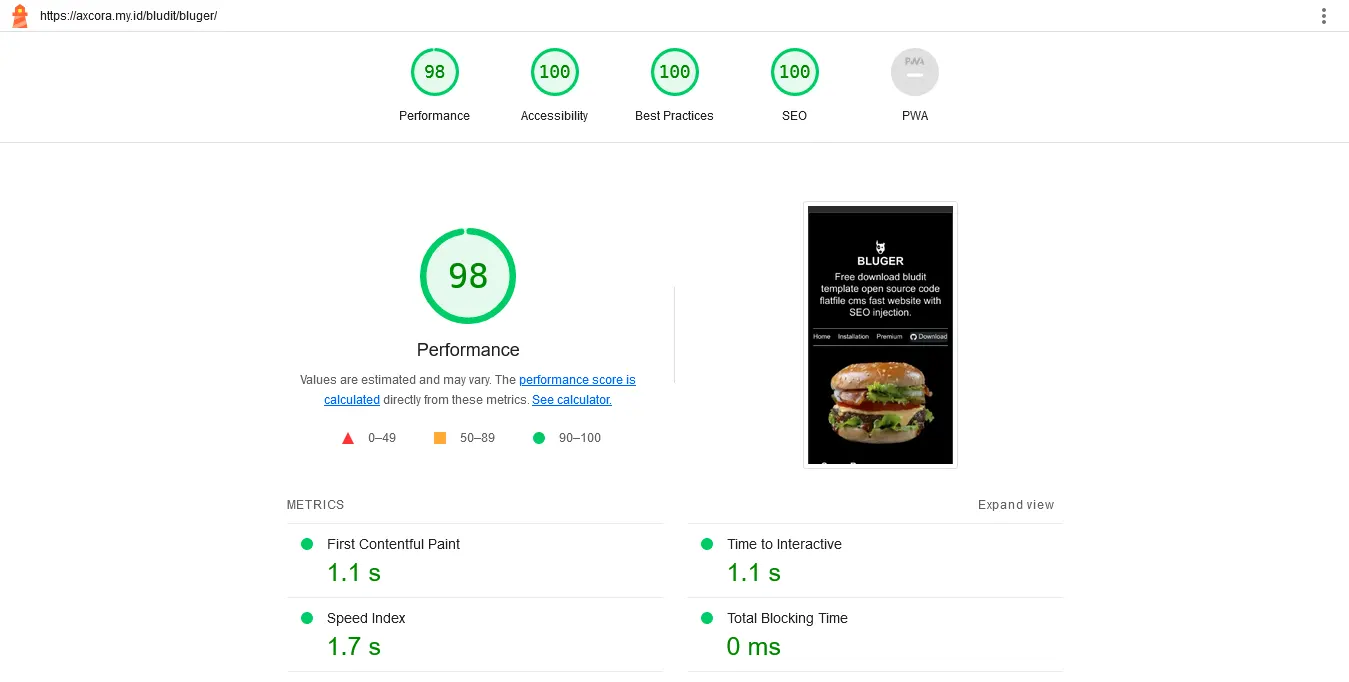 https://axcora.my.id/bludit/bluger/
98
100
100
100
PWA
Performance
Accessibility
Best Practices
SEO
PWA
98
Performance
Values are estimated and may vary. The performance score is
calculated directly from these metrics. See calculator.
0–49
50–89
90–100
BLUGER
Free download bludit
template open source code
flatfile cms fast website with
SEO injection.
Home Installation Premium Download
METRICS
Expand view
First Contentful Paint
1.1 s
Time to Interactive
1.1 s
Speed Index
1.7 s
Total Blocking Time
0 ms